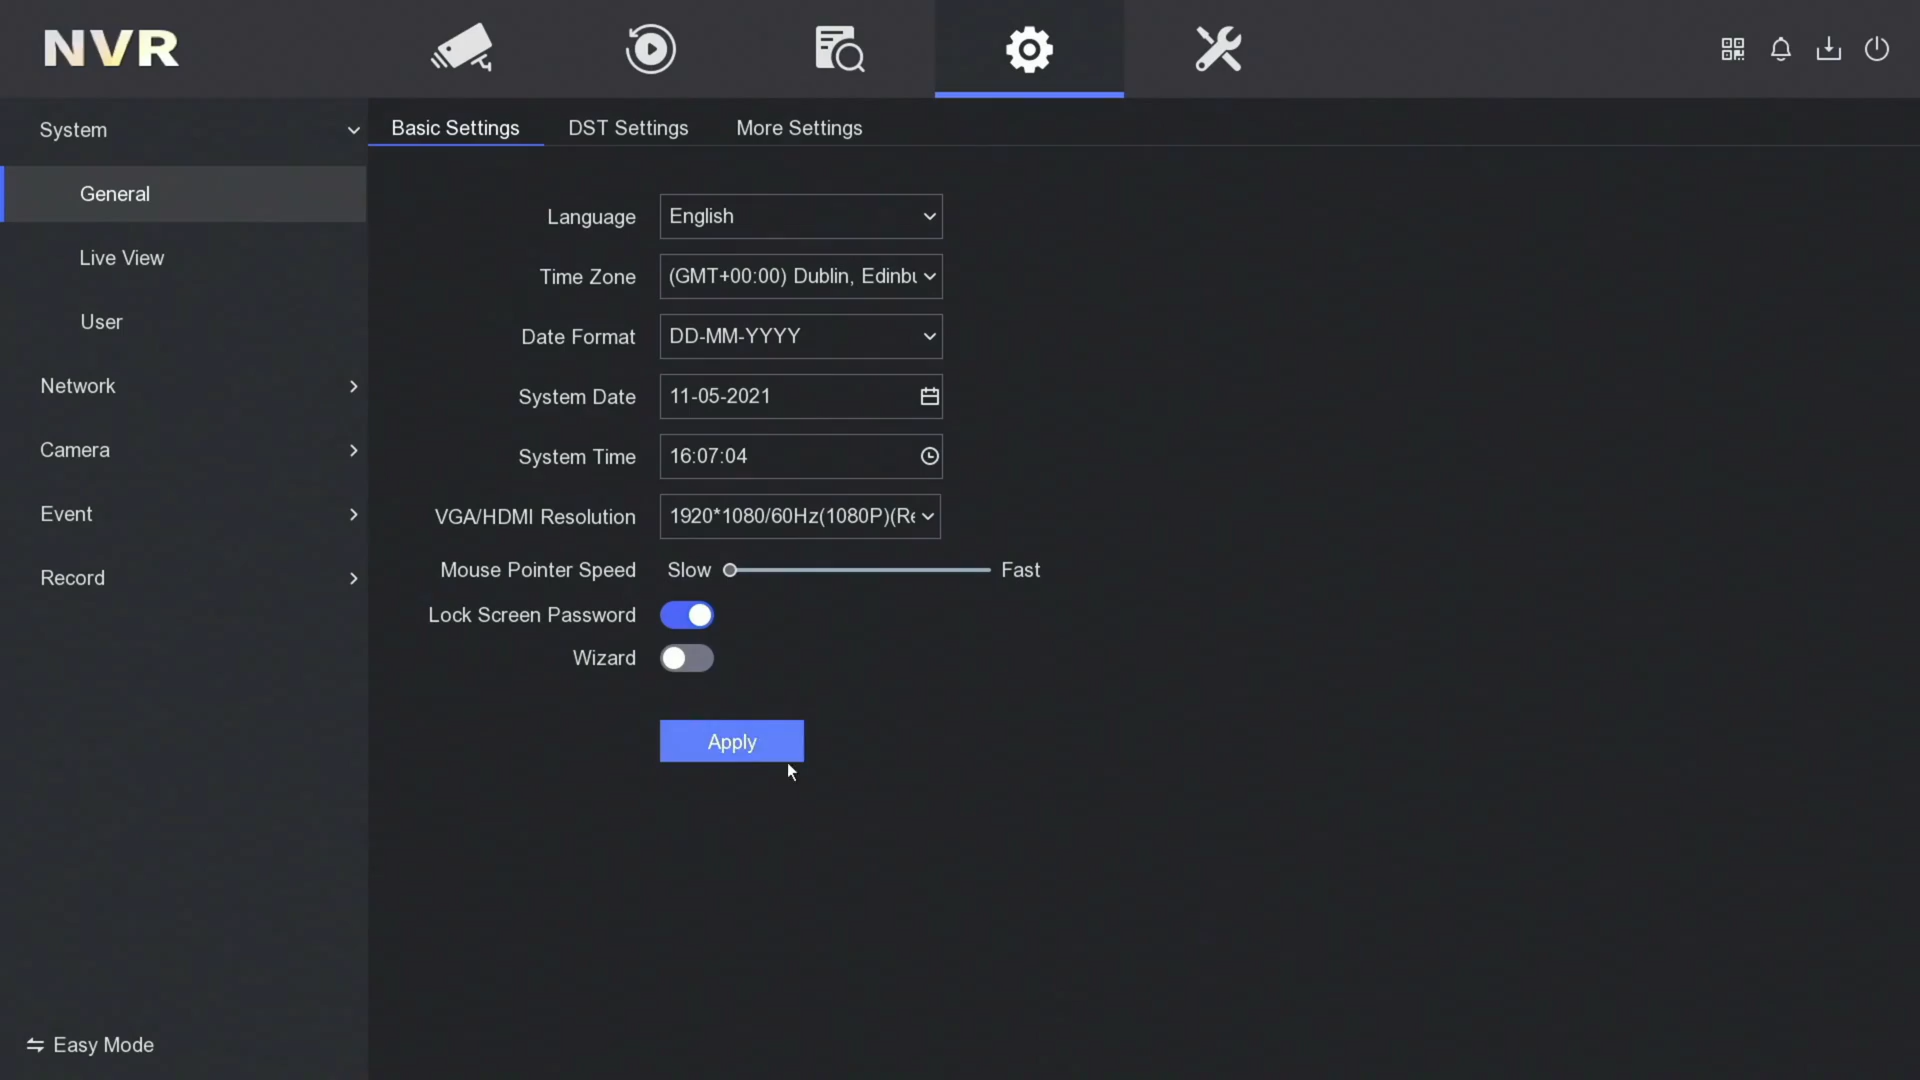 NVR
System
General
Live View
User
Network
Camera
Event
Record
Easy Mode
Basic Settings DST Settings More Settings
Language English
Time Zone (GMT+00:00) Dublin, Edinbu
Date Format DD-MM-YYYY
System Date 11-05-2021
System Time 16:07:04
VGA/HDMI Resolution 1920*1080/60Hz(1080P)(Re
Mouse Pointer Speed Slow Fast
Lock Screen Password
Wizard
Apply